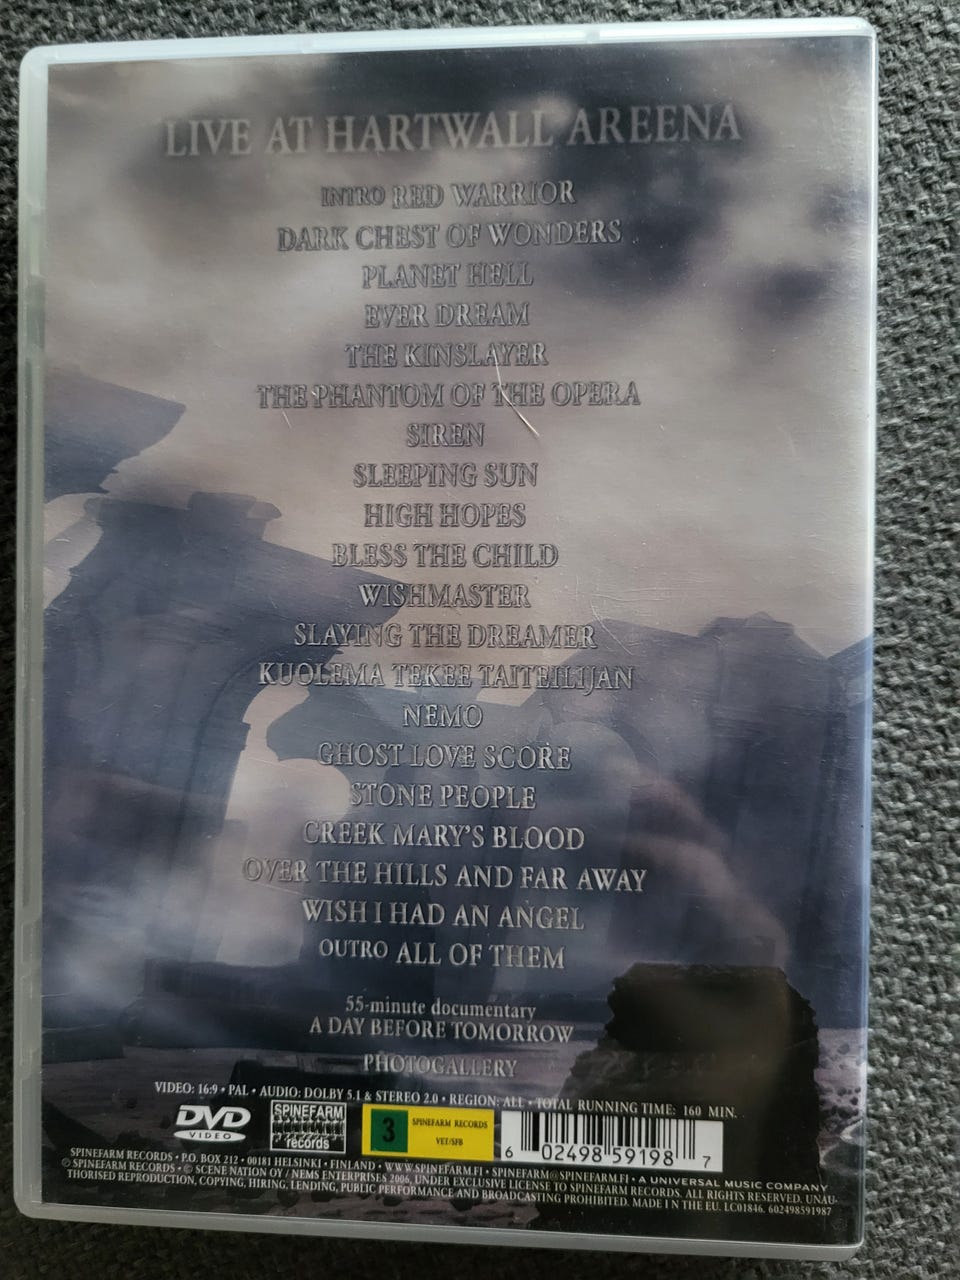 LIVE AT HARTWALL AREENA
INTRO RED WARRIOR
DARK CHEST OF WONDERS
PLANET HELL
EVER DREAM
THE KINSLAYER
THE PHANTOM OF THE OPERA
SIREN
SLEEPING SUN
HIGH HOPES
BLESS THE CHILD
WISHMASTER
SLAYING THE DREAMER
KUOLEMA TEKEE TAITEILIJAN
NEMO
GHOST LOVE SCORE
STONE PEOPLE
CREEK MARY'S BLOOD
OVER THE HILLS AND FAR AWAY
WISH I HAD AN ANGEL
OUTRO ALL OF THEM
55-minute documentary
A DAY BEFORE TOMORROW
PHOTOGALLERY
VIDEO: 16:9 • PAL • AUDIO: DOLBY 5.1 & STEREO 2.0 • REGION: ALL • TOTAL RUNNING TIME: 160 MIN.
DVD
VIDEO
SPINEFARM
records
3
SPINEFARM RECORDS
VET/SFB
6 02498 59198 7
SPINEFARM RECORDS • P.O. BOX 212 • 00181 HELSINKI • FINLAND • WWW.SPINEFARM.FI • SPINEFARM@SPINEFARM.FI • A UNIVERSAL MUSIC COMPANY
℗ SPINEFARM RECORDS • © SCENE NATION OY / NEMS ENTERPRISES 2006, UNDER EXCLUSIVE LICENSE TO SPINEFARM RECORDS. ALL RIGHTS RESERVED. UNAU-
THORISED REPRODUCTION, COPYING, HIRING, LENDING, PUBLIC PERFORMANCE AND BROADCASTING PROHIBITED. MADE I N THE EU. LC01846. 602498591987